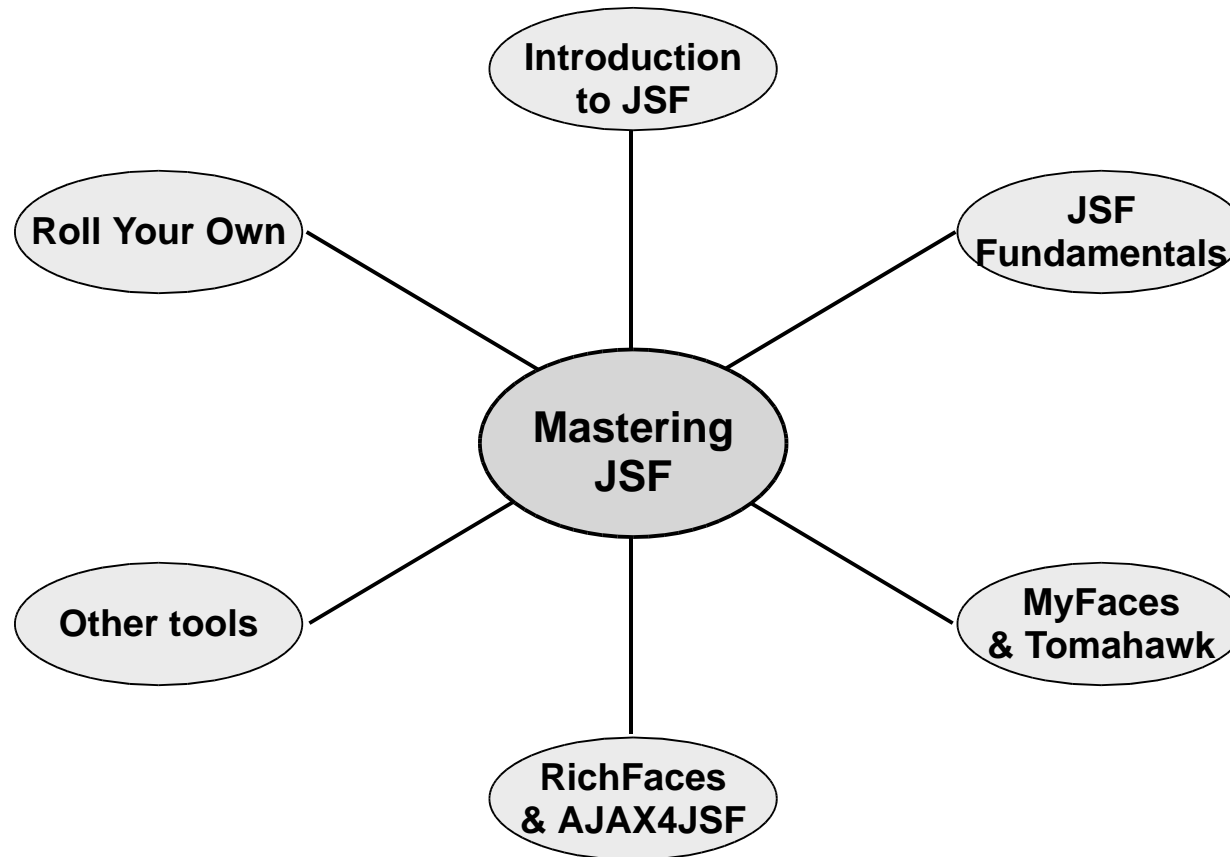 Introduction
to JSF
Roll Your Own
JSF
Fundamentals
Mastering
JSF
Other tools
MyFaces
& Tomahawk
RichFaces
& AJAX4JSF